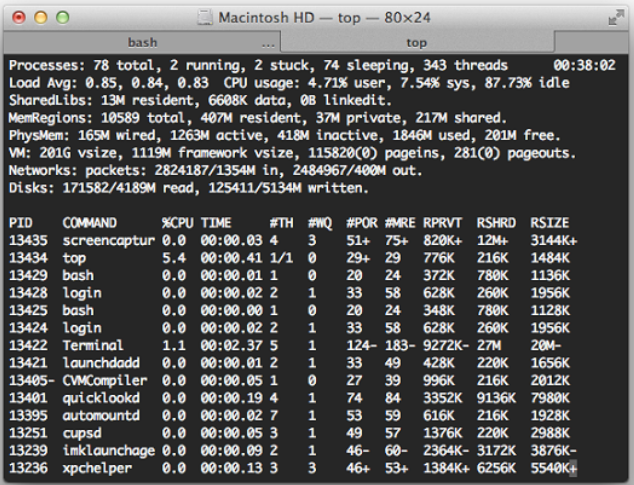 Macintosh HD — top — 80×24
bash ... top
Processes: 78 total, 2 running, 2 stuck, 74 sleeping, 343 threads 00:38:02
Load Avg: 0.85, 0.84, 0.83 CPU usage: 4.71% user, 7.54% sys, 87.73% idle
SharedLibs: 13M resident, 6608K data, 0B linkedit.
MemRegions: 10589 total, 407M resident, 37M private, 217M shared.
PhysMem: 165M wired, 1263M active, 418M inactive, 1846M used, 201M free.
VM: 201G vsize, 1119M framework vsize, 115820(0) pageins, 281(0) pageouts.
Networks: packets: 2824187/1354M in, 2484967/400M out.
Disks: 171582/4189M read, 125411/5134M written.
PID COMMAND %CPU TIME #TH #WQ #POR #MRE RPRVT RSHRD RSIZE
13435 screencaptur 0.0 00:00.03 4 3 51+ 75+ 820K+ 12M+ 3144K+
13434 top 5.4 00:00.41 1/1 0 29+ 29 776K 216K 1484K
13429 bash 0.0 00:00.01 1 0 20 24 372K 780K 1136K
13428 login 0.0 00:00.02 2 1 33 58 628K 260K 1956K
13425 bash 0.0 00:00.00 1 0 20 24 348K 780K 1128K
13424 login 0.0 00:00.02 2 1 33 58 628K 260K 1956K
13422 Terminal 1.1 00:02.37 5 1 124- 183- 9272K- 27M 20M-
13421 launchdadd 0.0 00:00.01 2 1 33 49 428K 220K 1656K
13405- CVMCompiler 0.0 00:00.05 1 0 27 39 996K 216K 2012K
13401 quicklookd 0.0 00:00.19 4 1 74 84 3352K 9136K 7980K
13395 automountd 0.0 00:00.02 7 1 53 59 616K 216K 1928K
13251 cupsd 0.0 00:00.05 3 1 49 57 1376K 220K 2988K
13239 imklaunchage 0.0 00:00.09 2 1 46- 60- 2364K- 3172K 3876K-
13236 xpchelper 0.0 00:00.13 3 3 46+ 53+ 1384K+ 6256K 5540K+